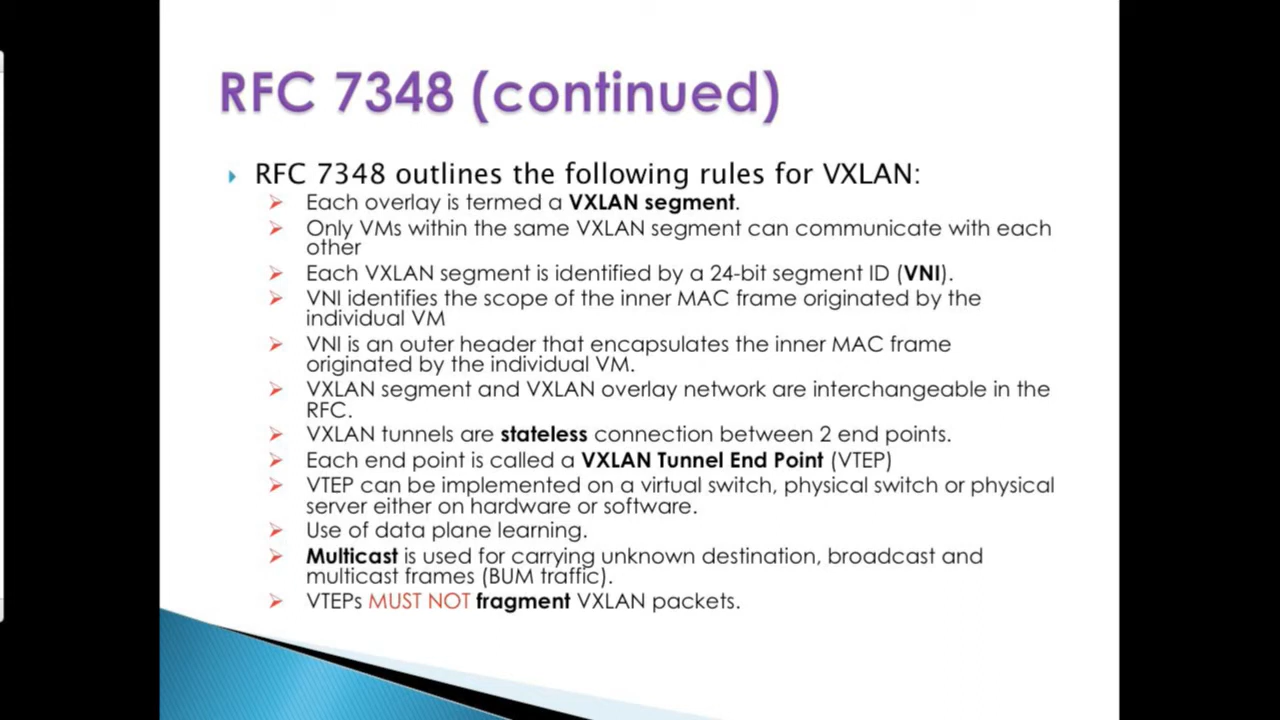 RFC 7348 (continued)
RFC 7348 outlines the following rules for VXLAN:
Each overlay is termed a VXLAN segment.
Only VMs within the same VXLAN segment can communicate with each
other
Each VXLAN segment is identified by a 24-bit segment ID (VNI).
VNI identifies the scope of the inner MAC frame originated by the
individual VM
VNI is an outer header that encapsulates the inner MAC frame
originated by the individual VM.
VXLAN segment and VXLAN overlay network are interchangeable in the
RFC.
VXLAN tunnels are stateless connection between 2 end points.
Each end point is called a VXLAN Tunnel End Point (VTEP)
VTEP can be implemented on a virtual switch, physical switch or physical
server either on hardware or software.
Use of data plane learning.
Multicast is used for carrying unknown destination, broadcast and
multicast frames (BUM traffic).
VTEPs MUST NOT fragment VXLAN packets.